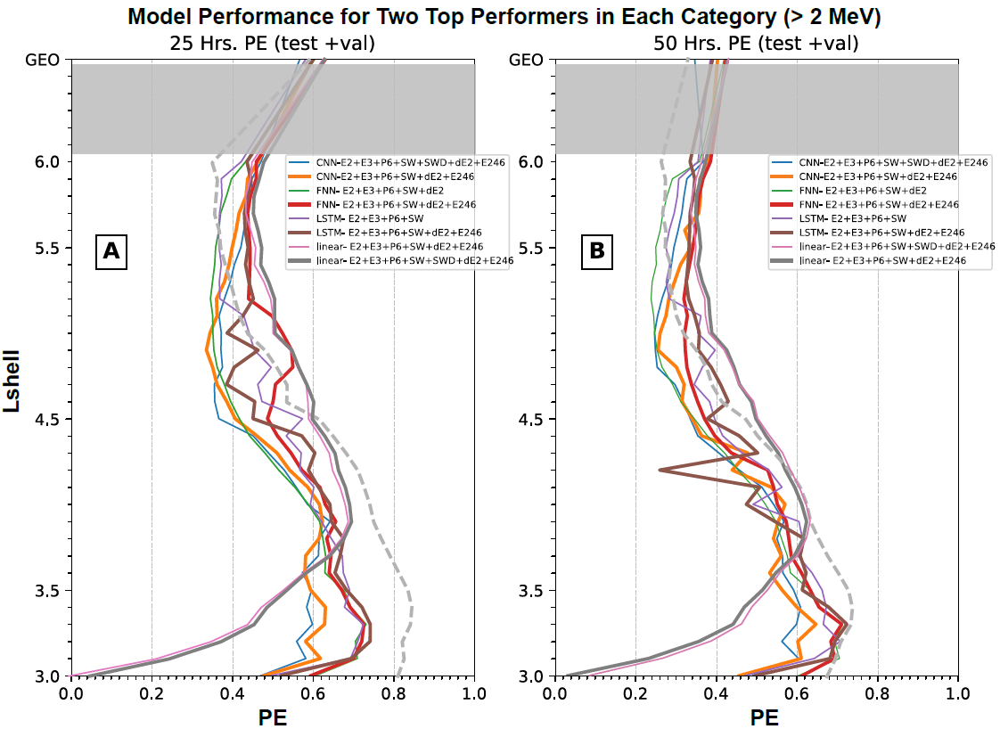 Model Performance for Two Top Performers in Each Category (> 2 MeV)
25 Hrs. PE (test +val)
50 Hrs. PE (test +val)
GEO
6.0
5.5
4.5
3.5
3.0
Lshell
A
CNN-E2+E3+P6+SW+SWD+dE2+E246
CNN-E2+E3+P6+SW+dE2+E246
FNN- E2+E3+P6+SW+dE2
FNN- E2+E3+P6+SW+dE2+E246
LSTM- E2+E3+P6+SW
LSTM- E2+E3+P6+SW+dE2+E246
linear- E2+E3+P6+SW+SWD+dE2+E246
linear- E2+E3+P6+SW+SWD+dE2+E246
0.0 0.2 0.4 0.6 0.8 1.0
PE
GEO
6.0
5.5
4.5
3.5
3.0
B
CNN-E2+E3+P6+SW+SWD+dE2+E246
CNN-E2+E3+P6+SW+dE2+E246
FNN- E2+E3+P6+SW+dE2
FNN- E2+E3+P6+SW+dE2+E246
LSTM- E2+E3+P6+SW
LSTM- E2+E3+P6+SW+dE2+E246
linear- E2+E3+P6+SW+SWD+dE2+E246
linear- E2+E3+P6+SW+SWD+dE2+E246
0.0 0.2 0.4 0.6 0.8 1.0
PE